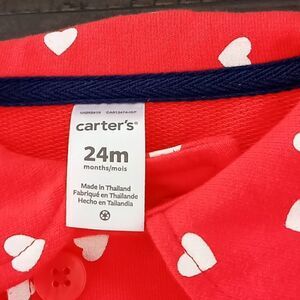 carter's®
24m
months/mois
Made in Thailand
Fabriqué en Thaïlande
Hecho en Tailandia